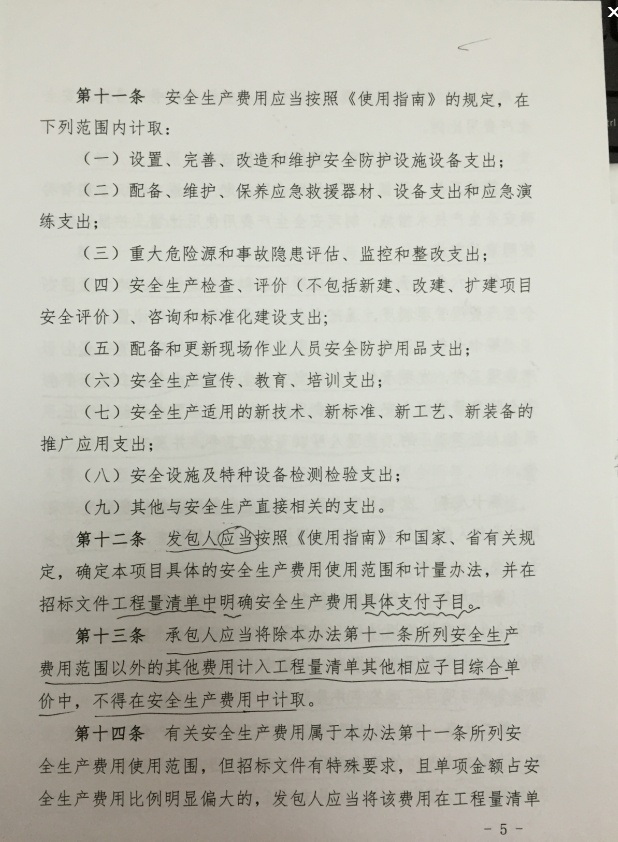 第十一条 安全生产费用应当按照《使用指南》的规定，在
下列范围内计取：
（一）设置、完善、改造和维护安全防护设施设备支出；
（二）配备、维护、保养应急救援器材、设备支出和应急演
练支出；
（三）重大危险源和事故隐患评估、监控和整改支出；
（四）安全生产检查、评价（不包括新建、改建、扩建项目
安全评价）、咨询和标准化建设支出；
（五）配备和更新现场作业人员安全防护用品支出；
（六）安全生产宣传、教育、培训支出；
（七）安全生产适用的新技术、新标准、新工艺、新装备的
推广应用支出；
（八）安全设施及特种设备检测检验支出；
（九）其他与安全生产直接相关的支出。
第十二条 发包人应当按照《使用指南》和国家、省有关规
定，确定本项目具体的安全生产费用使用范围和计量办法，并在
招标文件工程量清单中明确安全生产费用具体支付子目。
第十三条 承包人应当将除本办法第十一条所列安全生产
费用范围以外的其他费用计入工程量清单其他相应子目综合单
价中，不得在安全生产费用中计取。
第十四条 有关安全生产费用属于本办法第十一条所列安
全生产费用使用范围，但招标文件有特殊要求，且单项金额占安
全生产费用比例明显偏大的，发包人应当将该费用在工程量清单
- 5 -